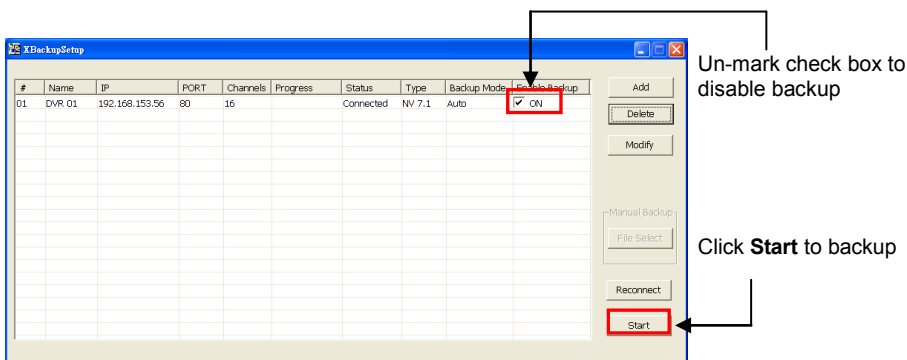 XBackupSetup
# Name IP PORT Channels Progress Status Type Backup Mode Enable Backup
01 DVR 01 192.168.153.56 80 16 Connected NV 7.1 Auto ON
Add
Delete
Modify
Manual Backup
File Select
Reconnect
Start
Un-mark check box to
disable backup
Click Start to backup